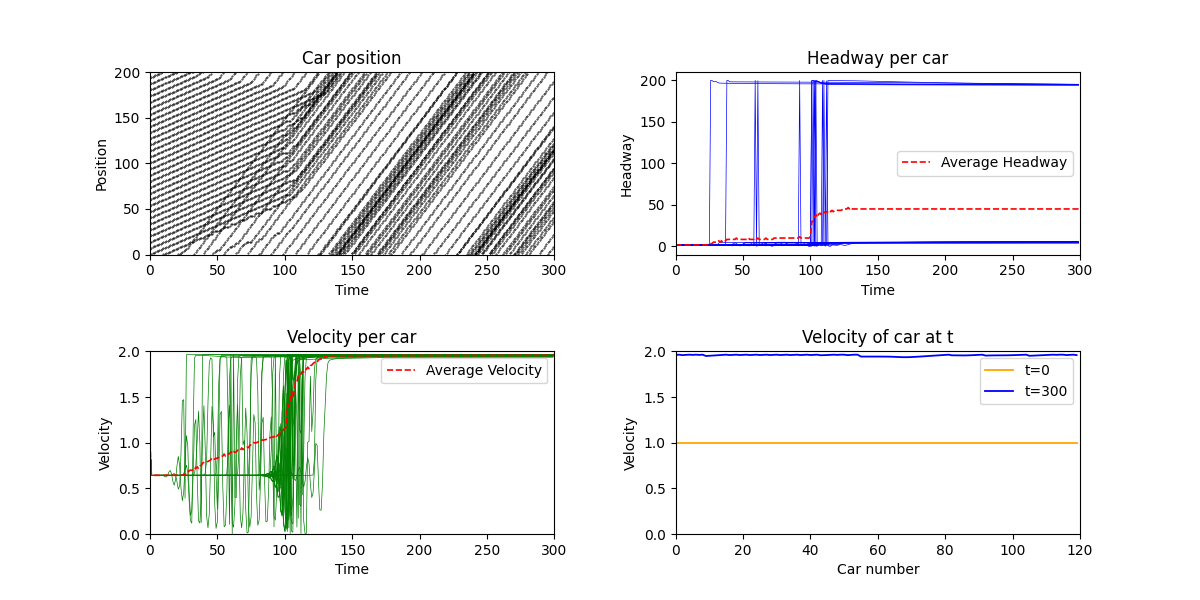 Car position
200
150
100
50
0
Position
0 50 100 150 200 250 300
Time
Headway per car
200
150
100
50
0
Headway
Average Headway
0 50 100 150 200 250 300
Time
Velocity per car
2.0
1.5
1.0
0.5
0.0
Velocity
Average Velocity
0 50 100 150 200 250 300
Time
Velocity of car at t
2.0
1.5
1.0
0.5
0.0
Velocity
t=0
t=300
0 20 40 60 80 100 120
Car number